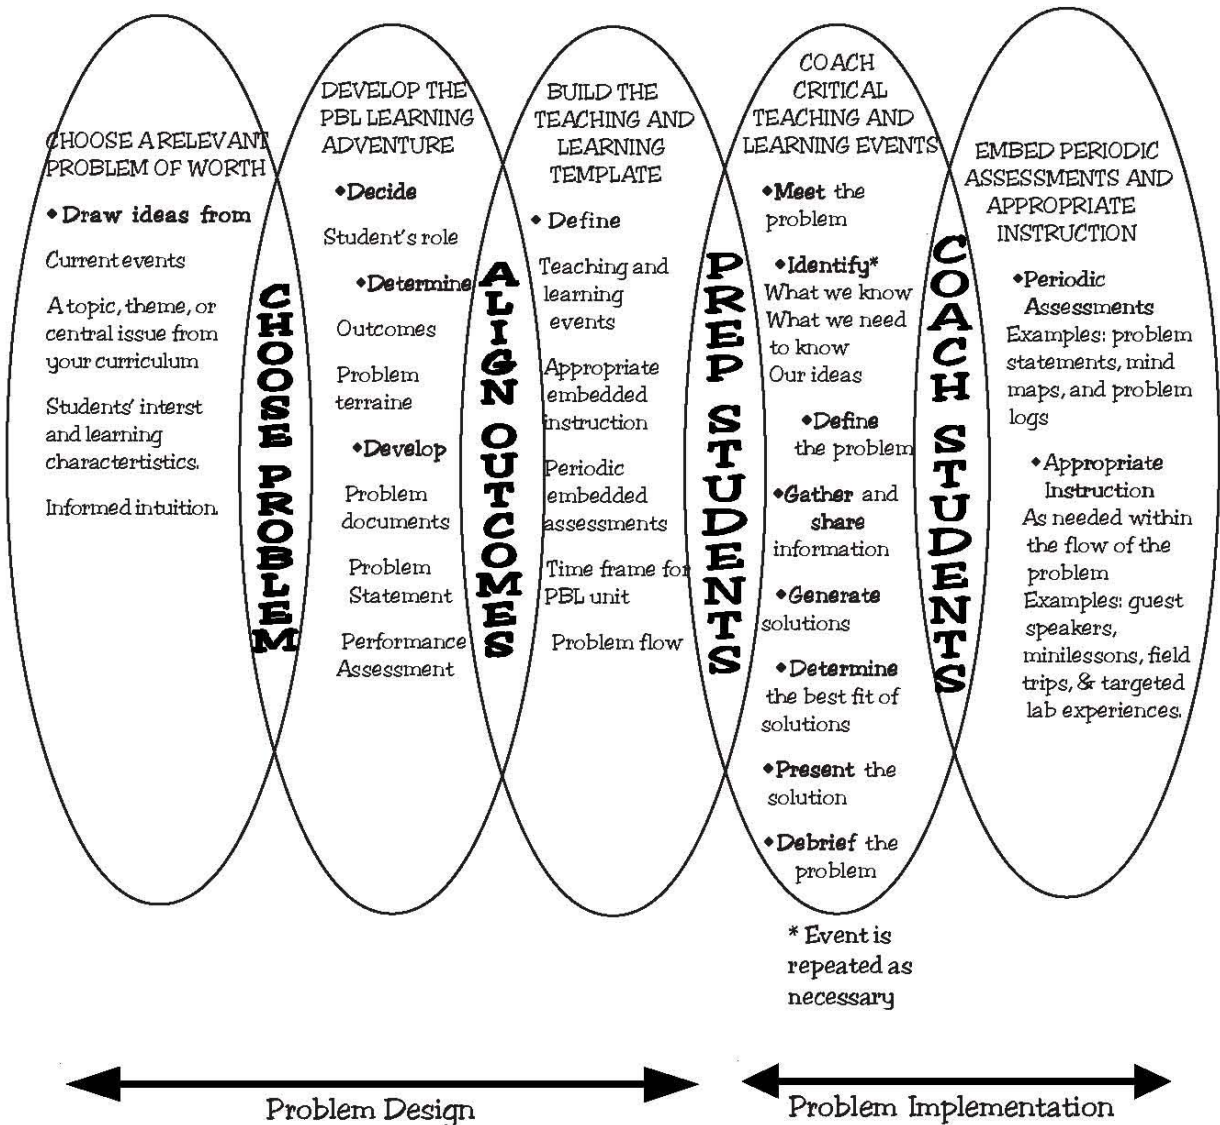 CHOOSE A RELEVANT
PROBLEM OF WORTH
◆ Draw ideas from
Current events
A topic, theme, or
central issue from
your curriculum
Students' interst
and learning
charactertistics.
Informed intuition.
CHOOSE PROBLEM
DEVELOP THE
PBL LEARNING
ADVENTURE
◆Decide
Student's role
◆Determine
Outcomes
Problem
terraine
◆Develop
Problem
documents
Problem
Statement
Performance
Assessment
ALIGN OUTCOMES
BUILD THE
TEACHING AND
LEARNING
TEMPLATE
◆ Define
Teaching and
learning
events
Appropriate
embedded
instruction
Periodic
embedded
assessments
Time frame for
PBL unit
Problem flow
PREP STUDENTS
COACH
CRITICAL
TEACHING AND
LEARNING EVENTS
◆Meet the
problem
◆Identify*
What we know
What we need
to know
Our ideas
◆Define
the problem
◆Gather and
share
information
◆Generate
solutions
◆Determine
the best fit of
solutions
◆Present the
solution
◆Debrief the
problem
* Event is
repeated as
necessary
COACH STUDENTS
EMBED PERIODIC
ASSESSMENTS AND
APPROPRIATE
INSTRUCTION
◆Periodic
Assessments
Examples: problem
statements, mind
maps, and problem
logs
◆Appropriate
Instruction
As needed within
the flow of the
problem
Examples: guest
speakers,
minilessons, field
trips, & targeted
lab experiences.
Problem Design
Problem Implementation